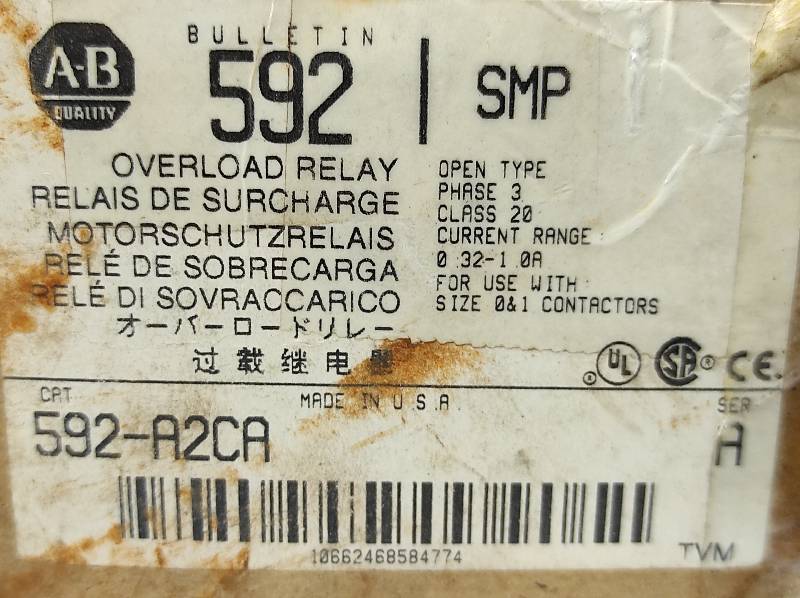 A-B
QUALITY
BULLETIN
592
SMP
OVERLOAD RELAY
RELAIS DE SURCHARGE
MOTORSCHUTZRELAIS
RELÉ DE SOBRECARGA
RELÉ DI SOVRACCARICO
オーバーロードリレー
过载继电器
OPEN TYPE
PHASE 3
CLASS 20
CURRENT RANGE:
0.32-1.0A
FOR USE WITH:
SIZE 0&1 CONTACTORS
UL
SA
CE.
CAT
MADE IN U.S.A.
SER
592-A2CA
A
10662468584774
TVM